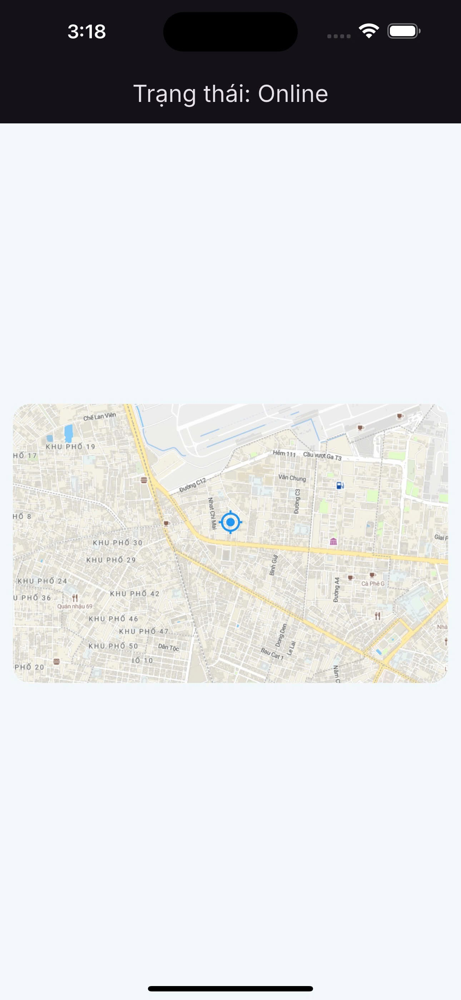 3:18
Trạng thái: Online
Chế Lan Viên
KHU PHỐ 19
HỐ 17
Hẻm 111
Cầu vượt Ga T3
Văn Chung
Đường C12
Đường C3
Nhat Chi Mai
HỐ 8
KHU PHỐ 30
Giai P
KHU PHỐ 29
Bình Giã
KHU PHỐ 24
Cà Phê G
KHU PHỐ 42
Đường A4
U PHỐ 36
Quán nhậu 69
KHU PHỐ 46
Nhà
KHU PHỐ 47
Dong Den
KHU PHỐ 50
Dân Tộc
Le Lai
Bau Cat 1
IỐ 10
PHỐ 20
L
Năm C